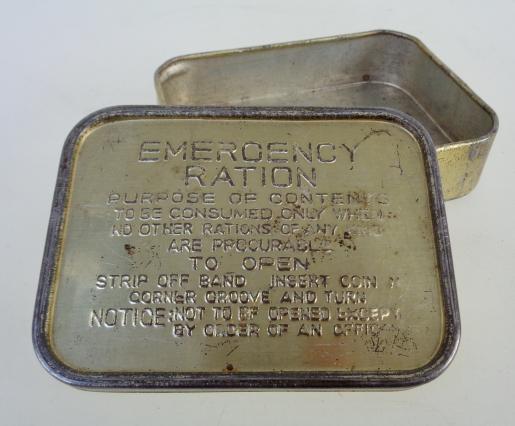 EMERGENCY
RATION
PURPOSE OF CONTENTS
TO BE CONSUMED ONLY WHEN
NO OTHER RATIONS OF ANY KIND
ARE PROCURABLE
TO OPEN
STRIP OFF BAND INSERT COIN
CORNER GROOVE AND TURN
NOTICE: NOT TO BE OPENED EXCEPT
BY ORDER OF AN OFFIC